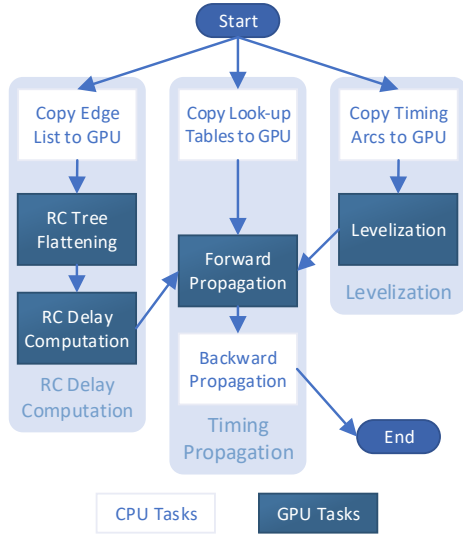 Start
Copy Edge
List to GPU
RC Tree
Flattening
RC Delay
Computation
RC Delay
Computation
Copy Look-up
Tables to GPU
Forward
Propagation
Backward
Propagation
Timing
Propagation
Copy Timing
Arcs to GPU
Levelization
Levelization
End
CPU Tasks
GPU Tasks